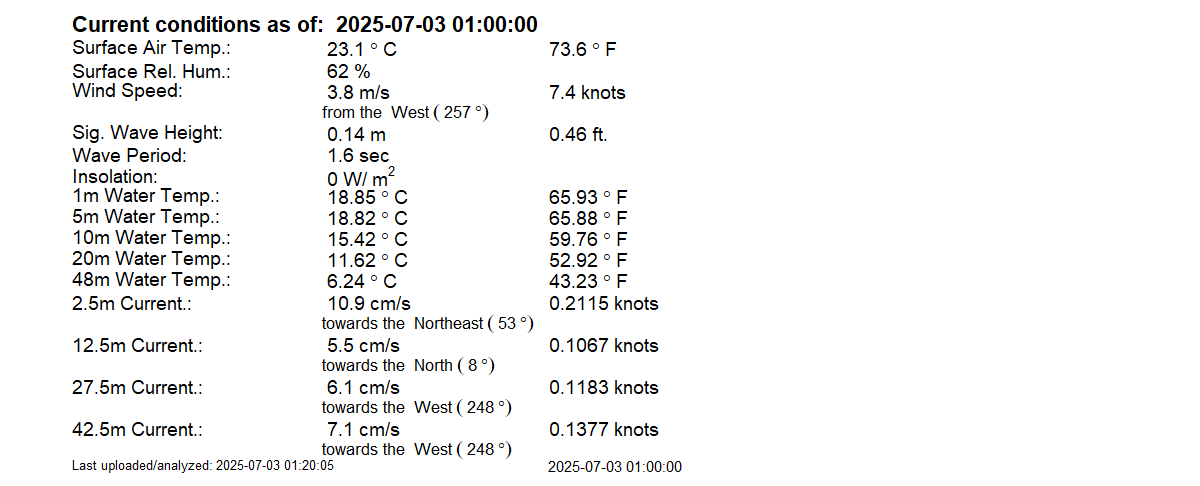 Current conditions as of: 2025-07-03 01:00:00
Surface Air Temp.: 23.1 ° C 73.6 ° F
Surface Rel. Hum.: 62 %
Wind Speed: 3.8 m/s 7.4 knots
from the West ( 257 °)
Sig. Wave Height: 0.14 m 0.46 ft.
Wave Period: 1.6 sec
Insolation: 0 W/ m²
1m Water Temp.: 18.85 ° C 65.93 ° F
5m Water Temp.: 18.82 ° C 65.88 ° F
10m Water Temp.: 15.42 ° C 59.76 ° F
20m Water Temp.: 11.62 ° C 52.92 ° F
48m Water Temp.: 6.24 ° C 43.23 ° F
2.5m Current.: 10.9 cm/s 0.2115 knots
towards the Northeast ( 53 °)
12.5m Current.: 5.5 cm/s 0.1067 knots
towards the North ( 8 °)
27.5m Current.: 6.1 cm/s 0.1183 knots
towards the West ( 248 °)
42.5m Current.: 7.1 cm/s 0.1377 knots
towards the West ( 248 °)
Last uploaded/analyzed: 2025-07-03 01:20:05 2025-07-03 01:00:00